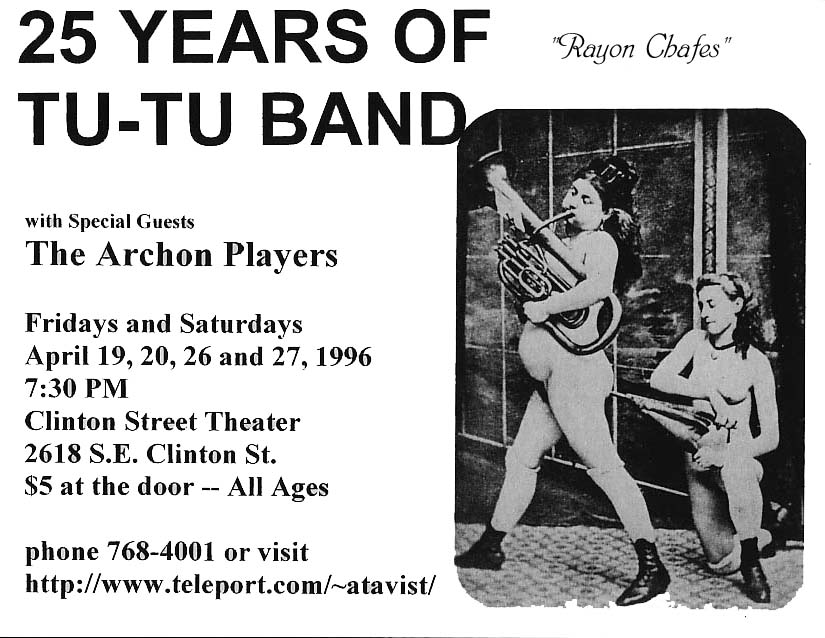 25 YEARS OF
TU-TU BAND
"Rayon Chafes"
with Special Guests
The Archon Players
Fridays and Saturdays
April 19, 20, 26 and 27, 1996
7:30 PM
Clinton Street Theater
2618 S.E. Clinton St.
$5 at the door -- All Ages
phone 768-4001 or visit
http://www.teleport.com/~atavist/